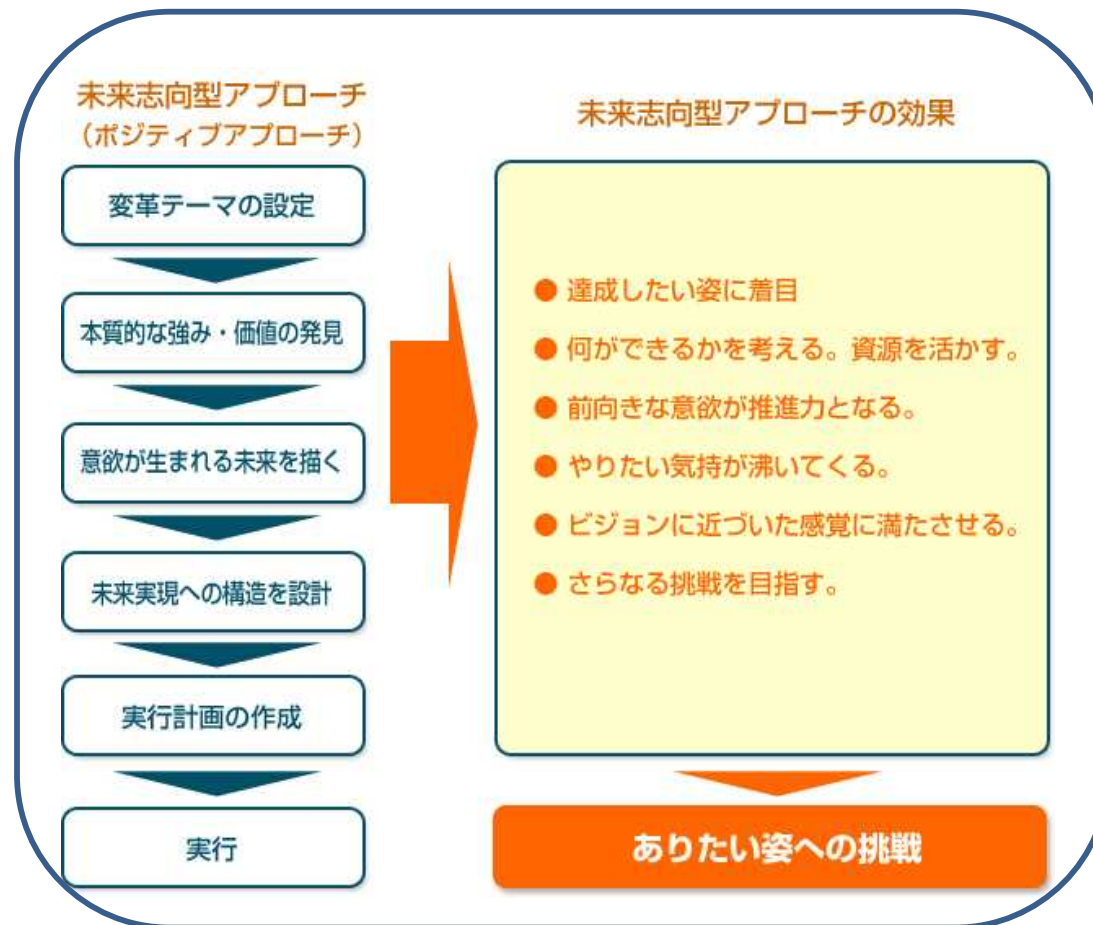 未来志向型アプローチ
（ポジティブアプローチ）
変革テーマの設定
本質的な強み・価値の発見
意欲が生まれる未来を描く
未来実現への構造を設計
実行計画の作成
実行
未来志向型アプローチの効果
● 達成したい姿に着目
● 何ができるかを考える。資源を活かす。
● 前向きな意欲が推進力となる。
● やりたい気持が沸いてくる。
● ビジョンに近づいた感覚に満たさせる。
● さらなる挑戦を目指す。
ありたい姿への挑戦